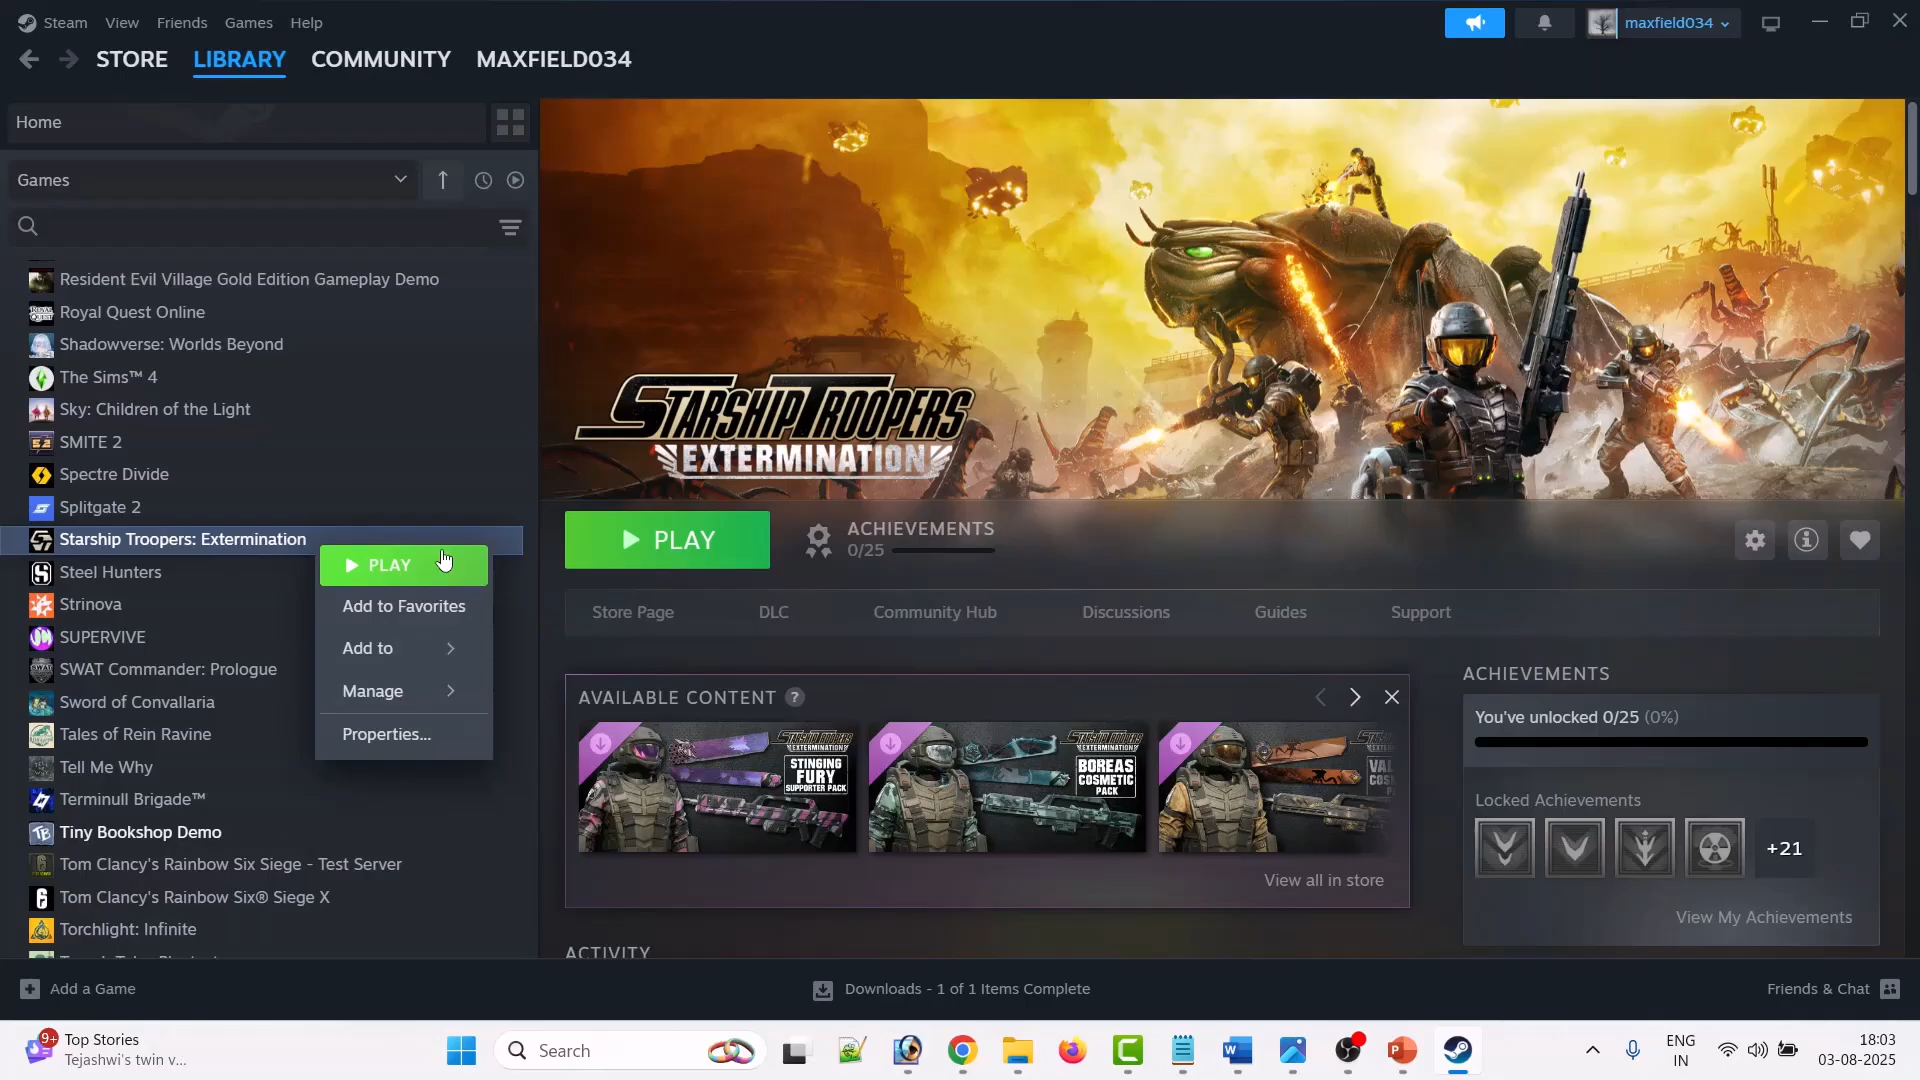 Steam View Friends Games Help
maxfield034
STORE LIBRARY COMMUNITY MAXFIELD034
Home
Games
Resident Evil Village Gold Edition Gameplay Demo
Royal Quest Online
Shadowverse: Worlds Beyond
The Sims™ 4
Sky: Children of the Light
SMITE 2
Spectre Divide
Splitgate 2
Starship Troopers: Extermination
Steel Hunters
Strinova
SUPERVIVE
SWAT Commander: Prologue
Sword of Convallaria
Tales of Rein Ravine
Tell Me Why
Terminull Brigade™
Tiny Bookshop Demo
Tom Clancy's Rainbow Six Siege - Test Server
Tom Clancy's Rainbow Six® Siege X
Torchlight: Infinite
PLAY
Add to Favorites
Add to
Manage
Properties...
STARSHIP TROOPERS
EXTERMINATION
PLAY
ACHIEVEMENTS
0/25
Store Page DLC Community Hub Discussions Guides Support
AVAILABLE CONTENT ?
STARSHIP TROOPERS
EXTERMINATION
STINGING
FURY
SUPPORTER PACK
STARSHIP TROOPERS
EXTERMINATION
BOREAS
COSMETIC
PACK
View all in store
ACTIVITY
ACHIEVEMENTS
You've unlocked 0/25 (0%)
Locked Achievements
+21
View My Achievements
Add a Game
Downloads - 1 of 1 Items Complete
Friends & Chat
9+
Top Stories
Tejashwi's twin v...
Search
ENG
IN
18:03
03-08-2025